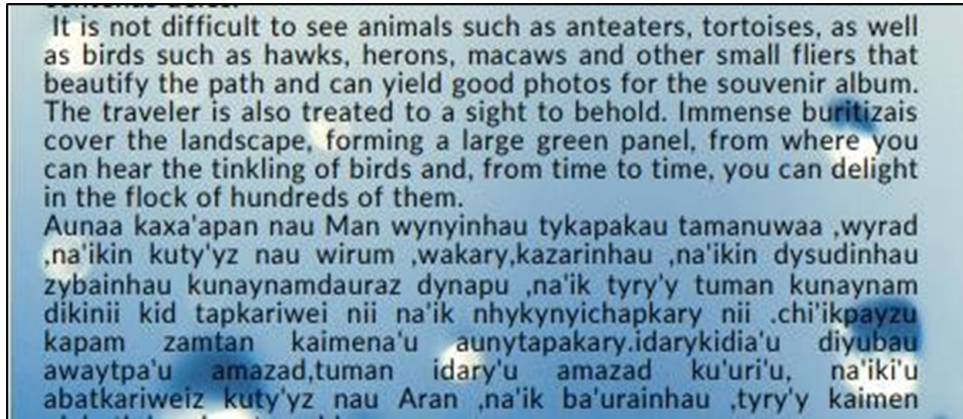 It is not difficult to see animals such as anteaters, tortoises, as well
as birds such as hawks, herons, macaws and other small fliers that
beautify the path and can yield good photos for the souvenir album.
The traveler is also treated to a sight to behold. Immense buritizais
cover the landscape, forming a large green panel, from where you
can hear the tinkling of birds and, from time to time, you can delight
in the flock of hundreds of them.
Aunaa kaxa'apan nau Man wynyinhau tykapakau tamanuwaa ,wyrad
,na'ikin kuty'yz nau wirum ,wakary,kazarinhau ,na'ikin dysudinhau
zybainhau kunaynamdauraz dynapu ,na'ik tyry'y tuman kunaynam
dikinii kid tapkariwei nii na'ik nhykynyichapkary nii .chi'ikpayzu
kapam zamtan kaimena'u aunytapakary.idarykidia'u diyubau
awaytpa'u amazad,tuman idary'u amazad ku'uri'u, na'iki'u
abatkariweiz kuty'yz nau Aran ,na'ik ba'urainhau ,tyry'y kaimen